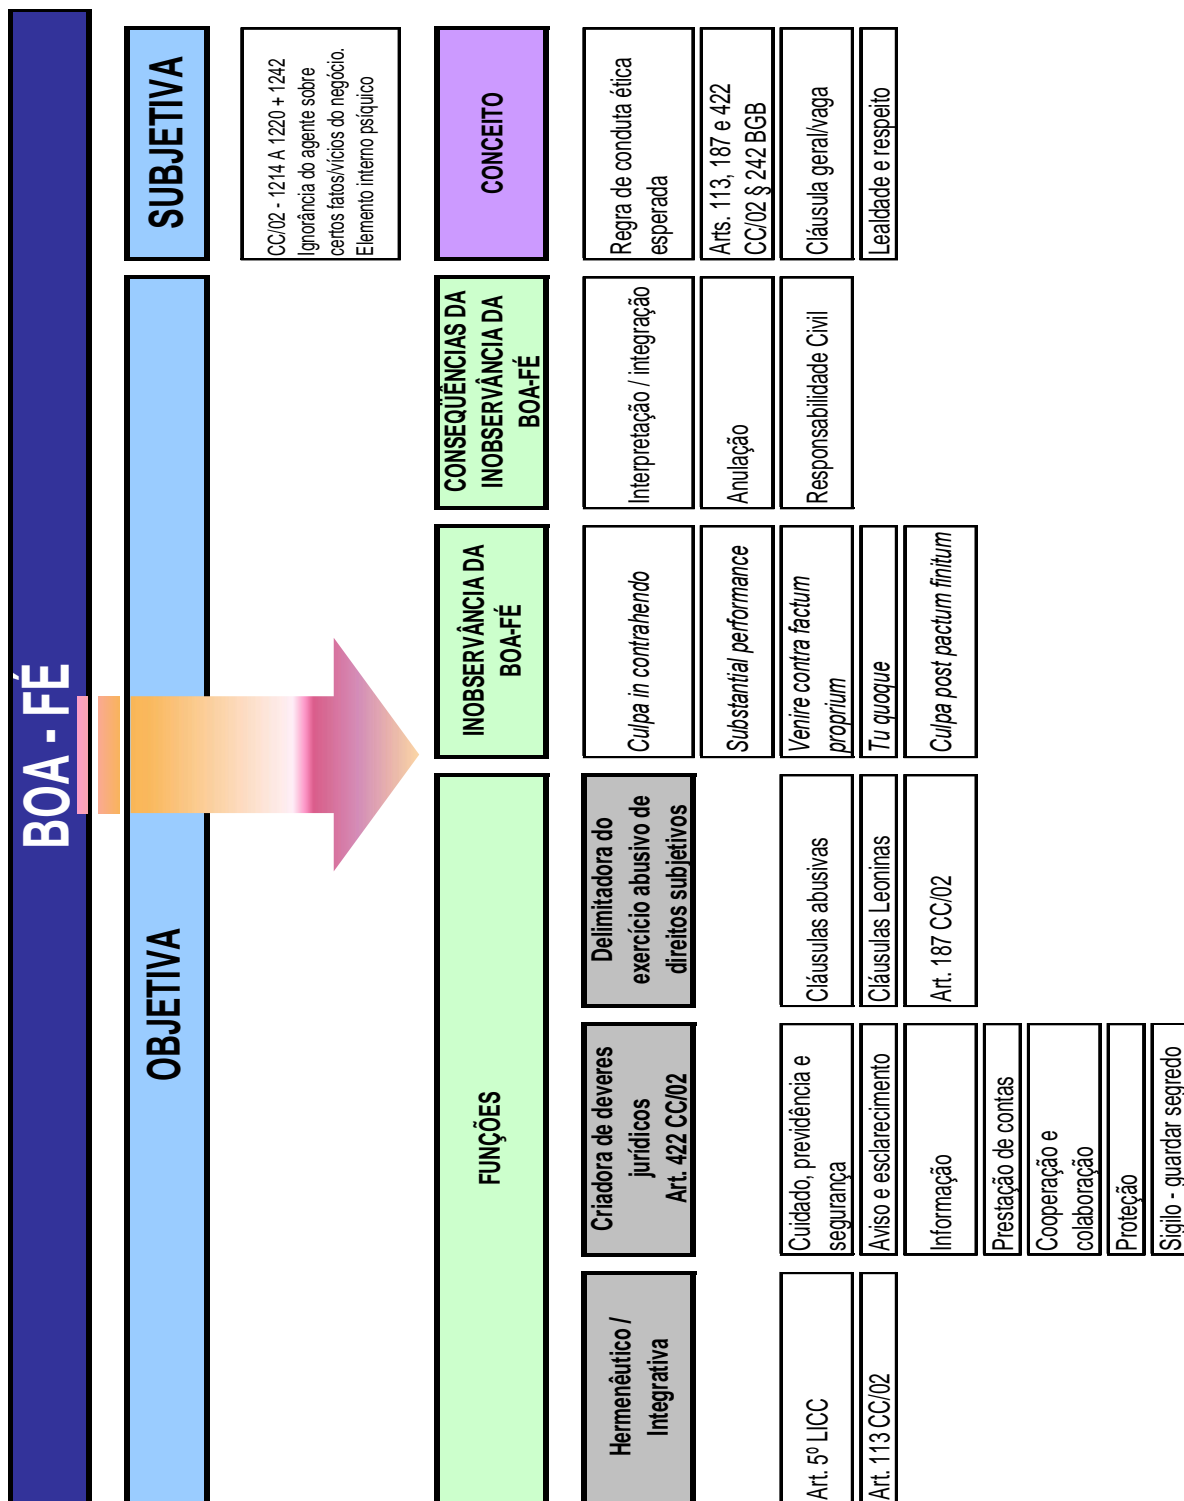 BOA - FÉ
OBJETIVA
SUBJETIVA
CC/02 - 1214 A 1220 + 1242
Ignorância do agente sobre
certos fatos/vícios do negócio.
Elemento interno psíquico
FUNÇÕES
INOBSERVÂNCIA DA
BOA-FÉ
CONSEQÜÊNCIAS DA
INOBSERVÂNCIA DA
BOA-FÉ
CONCEITO
Hermenêutico /
Integrativa
Art. 5º LICC
Art. 113 CC/02
Criadora de deveres
jurídicos
Art. 422 CC/02
Cuidado, previdência e
segurança
Aviso e esclarecimento
Informação
Prestação de contas
Cooperação e
colaboração
Proteção
Sigilo - guardar segredo
Delimitadora do
exercício abusivo de
direitos subjetivos
Cláusulas abusivas
Cláusulas Leoninas
Art. 187 CC/02
Culpa in contrahendo
Substantial performance
Venire contra factum
proprium
Tu quoque
Culpa post pactum finitum
Interpretação / integração
Anulação
Responsabilidade Civil
Regra de conduta ética
esperada
Arts. 113, 187 e 422
CC/02 § 242 BGB
Cláusula geral/vaga
Lealdade e respeito